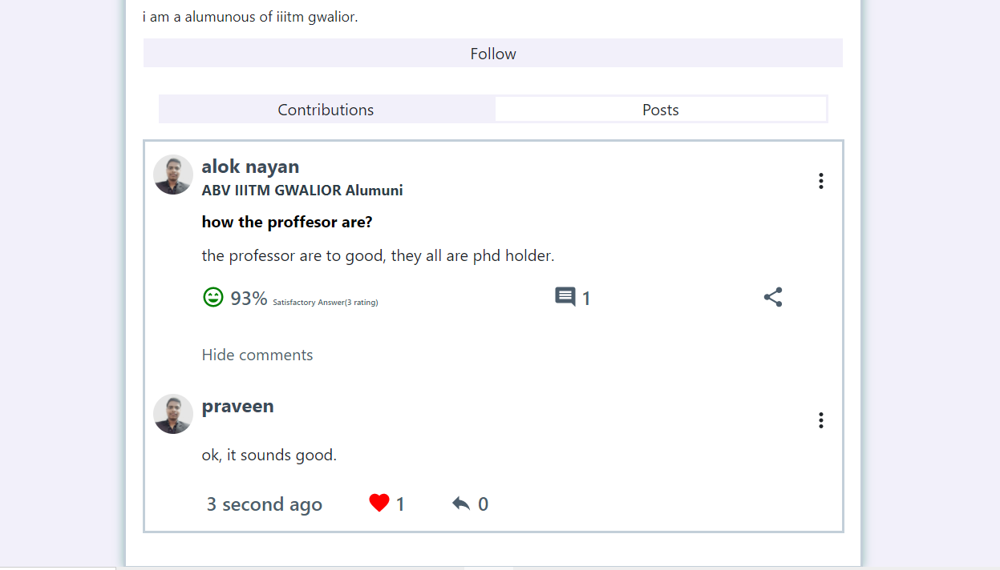 i am a alumunous of iiitm gwalior.
Follow
Contributions
Posts
alok nayan
ABV IIITM GWALIOR Alumuni
how the proffesor are?
the professor are to good, they all are phd holder.
93% Satisfactory Answer(3 rating)
1
Hide comments
praveen
ok, it sounds good.
3 second ago
1
0